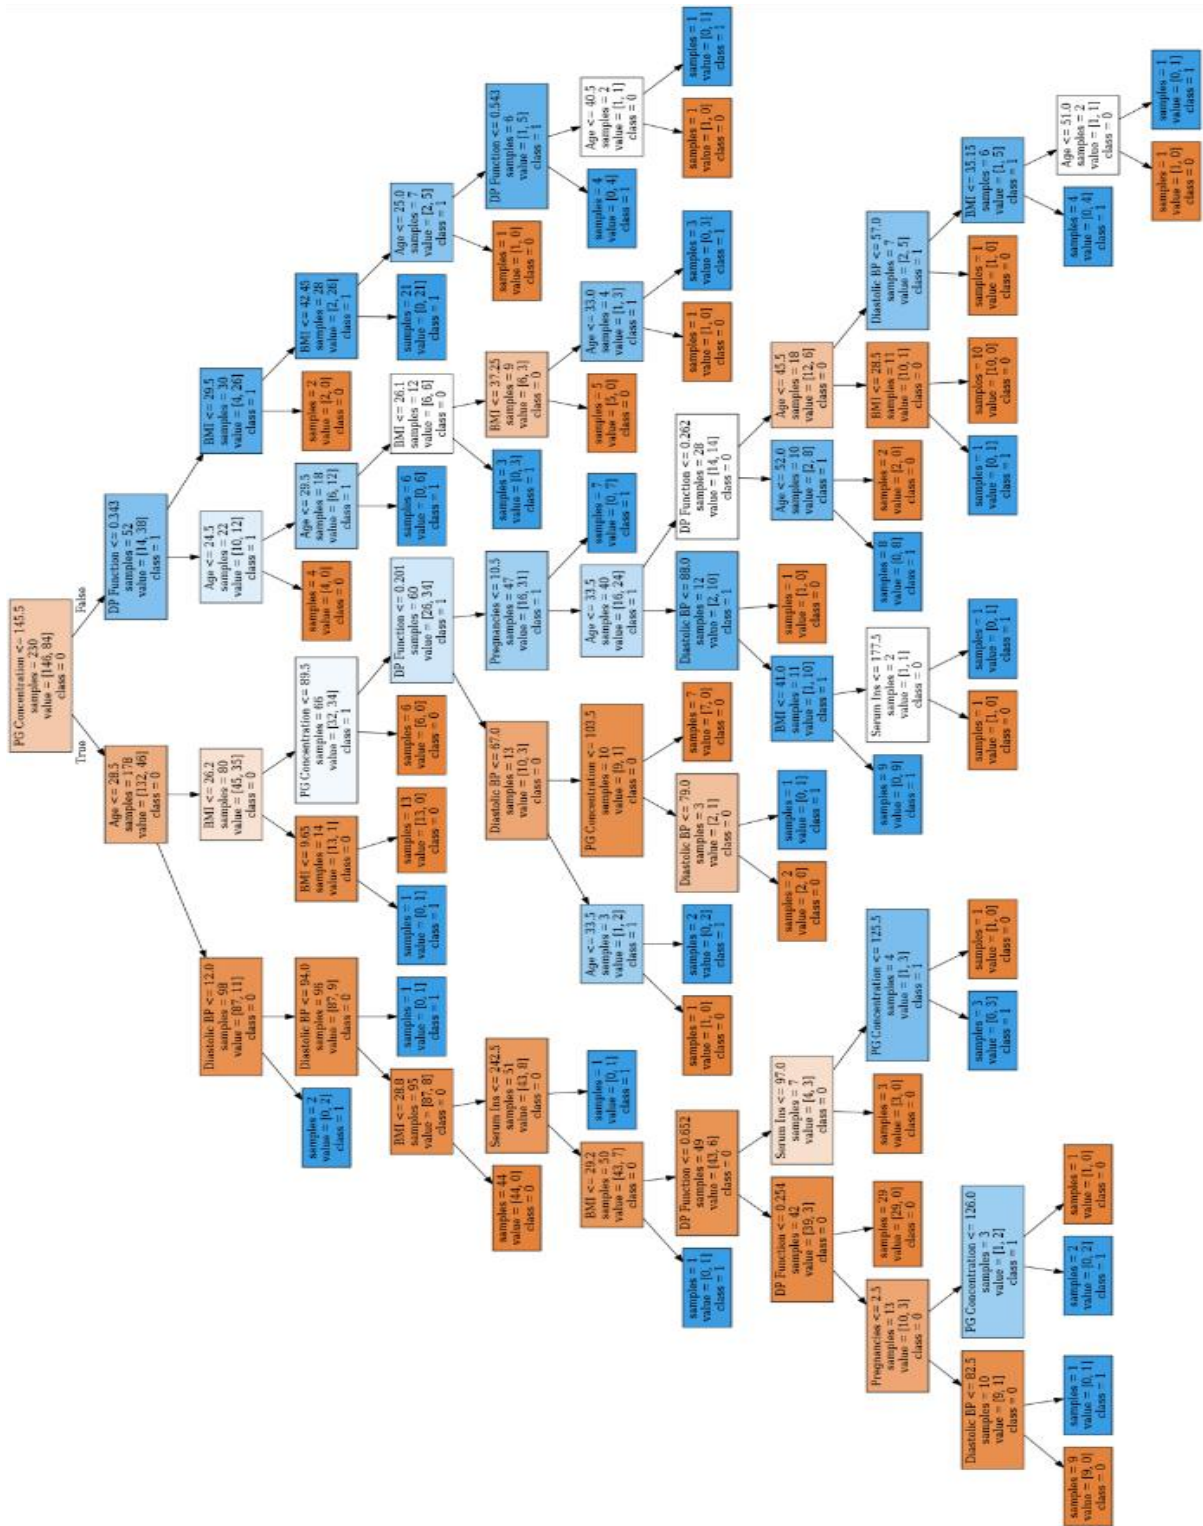 PG Concentration <= 145.5
samples = 230
value = [146, 84]
class = 0
True
False
Age <= 28.5
samples = 178
value = [132, 46]
class = 0
DP Function <= 0.343
samples = 52
value = [14, 38]
class = 1
Diastolic BP <= 12.0
samples = 98
value = [87, 11]
class = 0
BMI <= 26.2
samples = 80
value = [45, 35]
class = 0
Age <= 24.5
samples = 22
value = [10, 12]
class = 1
BMI <= 29.5
samples = 30
value = [4, 26]
class = 1
samples = 2
value = [0, 2]
class = 1
Diastolic BP <= 94.0
samples = 96
value = [87, 9]
class = 0
BMI <= 9.65
samples = 14
value = [13, 1]
class = 0
PG Concentration <= 89.5
samples = 66
value = [32, 34]
class = 1
samples = 4
value = [4, 0]
class = 0
Age <= 29.5
samples = 18
value = [6, 12]
class = 1
samples = 2
value = [2, 0]
class = 0
BMI <= 42.45
samples = 28
value = [2, 26]
class = 1
BMI <= 28.8
samples = 95
value = [87, 8]
class = 0
samples = 1
value = [0, 1]
class = 1
samples = 1
value = [0, 1]
class = 1
samples = 13
value = [13, 0]
class = 0
samples = 6
value = [6, 0]
class = 0
DP Function <= 0.201
samples = 60
value = [26, 34]
class = 1
samples = 6
value = [0, 6]
class = 1
BMI <= 26.1
samples = 12
value = [6, 6]
class = 0
samples = 21
value = [0, 21]
class = 1
Age <= 25.0
samples = 7
value = [2, 5]
class = 1
samples = 44
value = [44, 0]
class = 0
Serum Ins <= 242.5
samples = 51
value = [43, 8]
class = 0
Diastolic BP <= 67.0
samples = 13
value = [10, 3]
class = 0
Pregnancies <= 10.5
samples = 47
value = [16, 31]
class = 1
samples = 3
value = [0, 3]
class = 1
BMI <= 37.25
samples = 9
value = [6, 3]
class = 0
samples = 1
value = [1, 0]
class = 0
DP Function <= 0.543
samples = 6
value = [1, 5]
class = 1
BMI <= 29.2
samples = 50
value = [43, 7]
class = 0
samples = 1
value = [0, 1]
class = 1
Age <= 33.5
samples = 3
value = [1, 2]
class = 1
PG Concentration <= 103.5
samples = 10
value = [9, 1]
class = 0
Age <= 33.5
samples = 40
value = [16, 24]
class = 1
samples = 7
value = [0, 7]
class = 1
samples = 5
value = [5, 0]
class = 0
Age <= 33.0
samples = 4
value = [1, 3]
class = 1
samples = 4
value = [0, 4]
class = 1
Age <= 40.5
samples = 2
value = [1, 1]
class = 0
samples = 1
value = [0, 1]
class = 1
DP Function <= 0.652
samples = 49
value = [43, 6]
class = 0
samples = 1
value = [1, 0]
class = 0
samples = 2
value = [0, 2]
class = 1
Diastolic BP <= 79.0
samples = 3
value = [2, 1]
class = 0
samples = 7
value = [7, 0]
class = 0
Diastolic BP <= 88.0
samples = 12
value = [2, 10]
class = 1
DP Function <= 0.262
samples = 28
value = [14, 14]
class = 0
samples = 1
value = [1, 0]
class = 0
samples = 3
value = [0, 3]
class = 1
samples = 1
value = [1, 0]
class = 0
samples = 1
value = [0, 1]
class = 1
DP Function <= 0.254
samples = 42
value = [39, 3]
class = 0
Serum Ins <= 97.0
samples = 7
value = [4, 3]
class = 0
samples = 2
value = [2, 0]
class = 0
samples = 1
value = [0, 1]
class = 1
BMI <= 41.0
samples = 11
value = [1, 10]
class = 1
samples = 1
value = [1, 0]
class = 0
Age <= 52.0
samples = 10
value = [2, 8]
class = 1
Age <= 45.5
samples = 18
value = [12, 6]
class = 0
Pregnancies <= 2.5
samples = 13
value = [10, 3]
class = 0
samples = 29
value = [29, 0]
class = 0
samples = 3
value = [3, 0]
class = 0
PG Concentration <= 125.5
samples = 4
value = [1, 3]
class = 1
samples = 9
value = [0, 9]
class = 1
Serum Ins <= 177.5
samples = 2
value = [1, 1]
class = 0
samples = 8
value = [0, 8]
class = 1
samples = 2
value = [2, 0]
class = 0
BMI <= 28.5
samples = 11
value = [10, 1]
class = 0
Diastolic BP <= 57.0
samples = 7
value = [2, 5]
class = 1
Diastolic BP <= 82.5
samples = 10
value = [9, 1]
class = 0
PG Concentration <= 126.0
samples = 3
value = [1, 2]
class = 1
samples = 3
value = [0, 3]
class = 1
samples = 1
value = [1, 0]
class = 0
samples = 1
value = [1, 0]
class = 0
samples = 1
value = [0, 1]
class = 1
samples = 1
value = [0, 1]
class = 1
samples = 10
value = [10, 0]
class = 0
samples = 1
value = [1, 0]
class = 0
BMI <= 35.15
samples = 6
value = [1, 5]
class = 1
samples = 9
value = [9, 0]
class = 0
samples = 1
value = [0, 1]
class = 1
samples = 2
value = [0, 2]
class = 1
samples = 1
value = [1, 0]
class = 0
samples = 4
value = [0, 4]
class = 1
Age <= 51.0
samples = 2
value = [1, 1]
class = 0
samples = 1
value = [1, 0]
class = 0
samples = 1
value = [0, 1]
class = 1